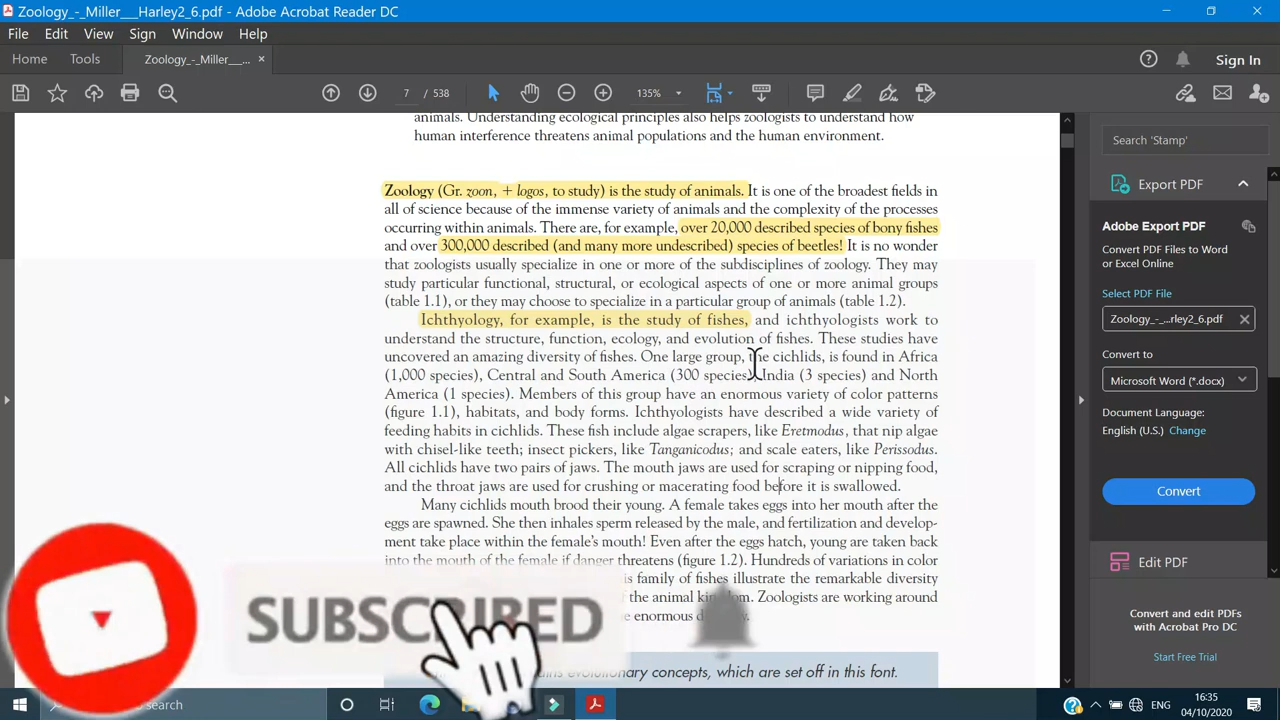 Zoology_-_Miller___Harley2_6.pdf - Adobe Acrobat Reader DC
File Edit View Sign Window Help
Home Tools Zoology_-_Miller___... ×
Sign In
7 / 538
135%
animals. Understanding ecological principles also helps zoologists to understand how
human interference threatens animal populations and the human environment.
Zoology (Gr. zoon, + logos, to study) is the study of animals. It is one of the broadest fields in
all of science because of the immense variety of animals and the complexity of the processes
occurring within animals. There are, for example, over 20,000 described species of bony fishes
and over 300,000 described (and many more undescribed) species of beetles! It is no wonder
that zoologists usually specialize in one or more of the subdisciplines of zoology. They may
study particular functional, structural, or ecological aspects of one or more animal groups
(table 1.1), or they may choose to specialize in a particular group of animals (table 1.2).
Ichthyology, for example, is the study of fishes, and ichthyologists work to
understand the structure, function, ecology, and evolution of fishes. These studies have
uncovered an amazing diversity of fishes. One large group, the cichlids, is found in Africa
(1,000 species), Central and South America (300 species), India (3 species) and North
America (1 species). Members of this group have an enormous variety of color patterns
(figure 1.1), habitats, and body forms. Ichthyologists have described a wide variety of
feeding habits in cichlids. These fish include algae scrapers, like Eretmodus, that nip algae
with chisel-like teeth; insect pickers, like Tanganicodus; and scale eaters, like Perissodus.
All cichlids have two pairs of jaws. The mouth jaws are used for scraping or nipping food,
and the throat jaws are used for crushing or macerating food before it is swallowed.
Many cichlids mouth brood their young. A female takes eggs into her mouth after the
eggs are spawned. She then inhales sperm released by the male, and fertilization and develop-
ment take place within the female's mouth! Even after the eggs hatch, young are taken back
into the mouth of the female if danger threatens (figure 1.2). Hundreds of variations in color
is family of fishes illustrate the remarkable diversity
the animal kingdom. Zoologists are working around
e enormous
ns evolutionary concepts, which are set off in this font.
SUBSCRIBED
Search 'Stamp'
Export PDF
Adobe Export PDF
Convert PDF Files to Word
or Excel Online
Select PDF File
Zoology_-_...rley2_6.pdf
Convert to
Microsoft Word (*.docx)
Document Language:
English (U.S.) Change
Convert
Edit PDF
Convert and edit PDFs
with Acrobat Pro DC
Start Free Trial
search
ENG
16:35
04/10/2020